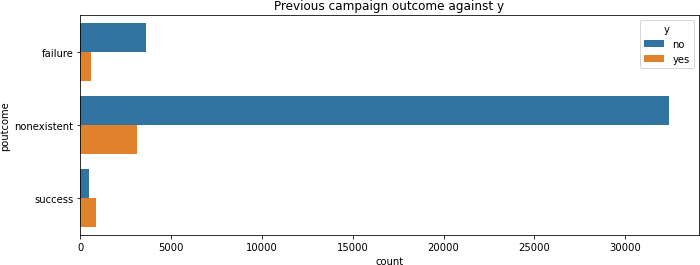 Previous campaign outcome against y
y
no
yes
failure
nonexistent
success
poutcome
0 5000 10000 15000 20000 25000 30000
count